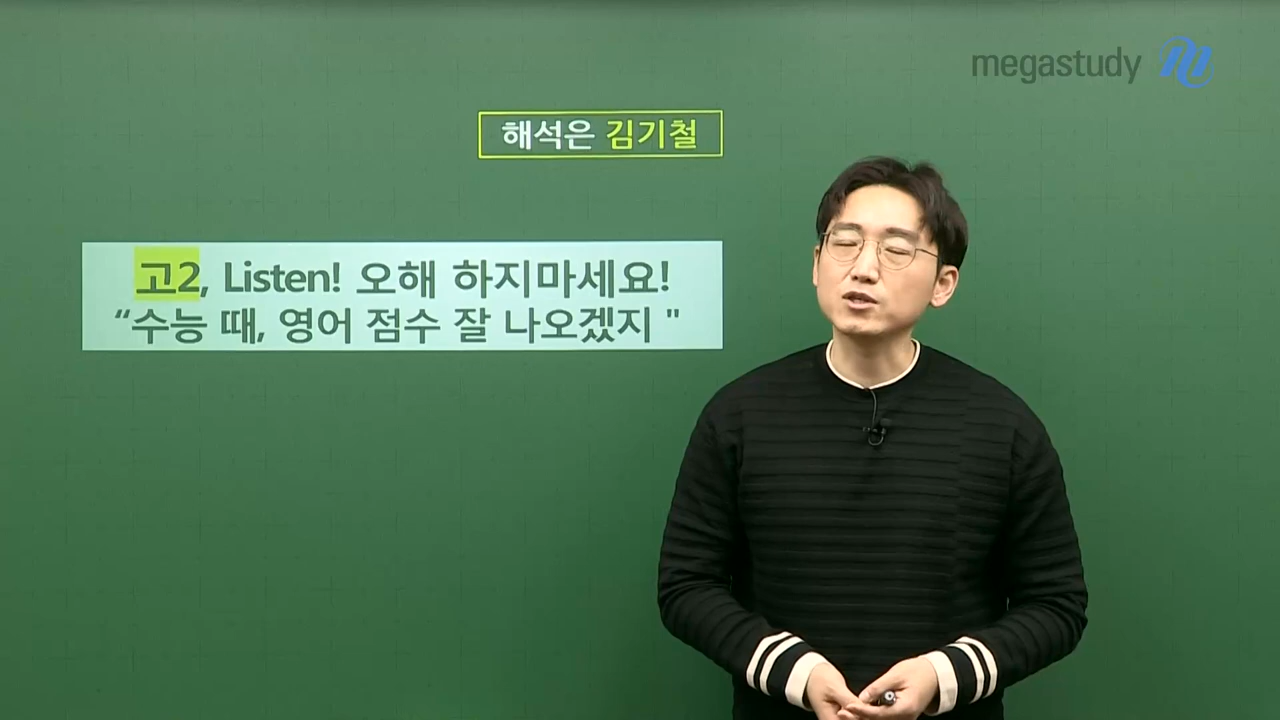 megastudy
해석은 김기철
고2, Listen! 오해 하지마세요!
“수능 때, 영어 점수 잘 나오겠지 "